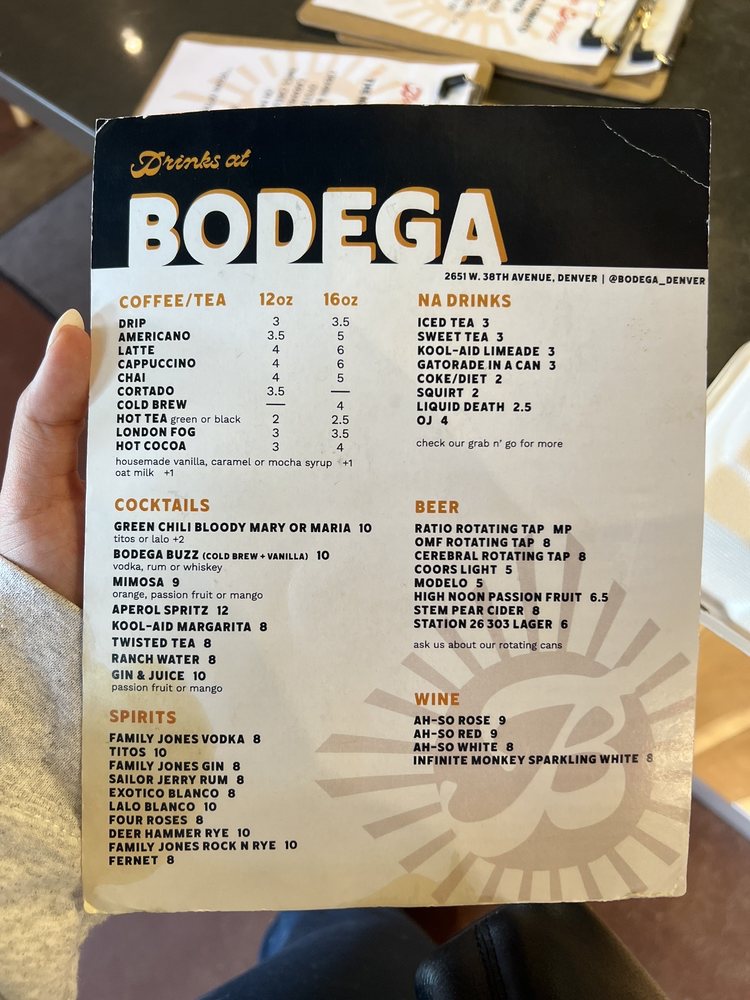 Drinks at
BODEGA
2651 W. 38TH AVENUE, DENVER | @BODEGA_DENVER
COFFEE/TEA 12oz 16oz
DRIP 3 3.5
AMERICANO 3.5 5
LATTE 4 6
CAPPUCCINO 4 6
CHAI 4 5
CORTADO 3.5 —
COLD BREW — 4
HOT TEA green or black 2 2.5
LONDON FOG 3 3.5
HOT COCOA 3 4
housemade vanilla, caramel or mocha syrup +1
oat milk +1
NA DRINKS
ICED TEA 3
SWEET TEA 3
KOOL-AID LIMEADE 3
GATORADE IN A CAN 3
COKE/DIET 2
SQUIRT 2
LIQUID DEATH 2.5
OJ 4
check our grab n' go for more
COCKTAILS
GREEN CHILI BLOODY MARY OR MARIA 10
titos or lalo +2
BODEGA BUZZ (COLD BREW + VANILLA) 10
vodka, rum or whiskey
MIMOSA 9
orange, passion fruit or mango
APEROL SPRITZ 12
KOOL-AID MARGARITA 8
TWISTED TEA 8
RANCH WATER 8
GIN & JUICE 10
passion fruit or mango
BEER
RATIO ROTATING TAP MP
OMF ROTATING TAP 8
CEREBRAL ROTATING TAP 8
COORS LIGHT 5
MODELO 5
HIGH NOON PASSION FRUIT 6.5
STEM PEAR CIDER 8
STATION 26 303 LAGER 6
ask us about our rotating cans
SPIRITS
FAMILY JONES VODKA 8
TITOS 10
FAMILY JONES GIN 8
SAILOR JERRY RUM 8
EXOTICO BLANCO 8
LALO BLANCO 10
FOUR ROSES 8
DEER HAMMER RYE 10
FAMILY JONES ROCK N RYE 10
FERNET 8
WINE
AH-SO ROSE 9
AH-SO RED 9
AH-SO WHITE 8
INFINITE MONKEY SPARKLING WHITE 8
B